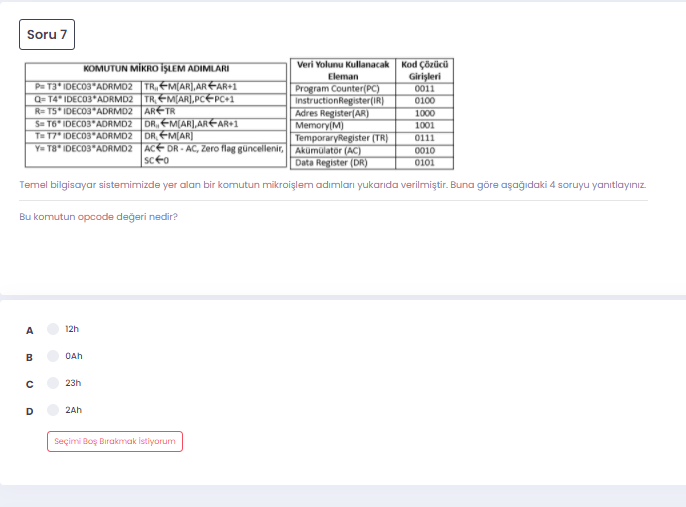 Soru 7
KOMUTUN MİKRO İŞLEM ADIMLARI
P= T3* IDEC03*ADRMD2 TRH←M[AR],AR←AR+1
Q= T4* IDEC03*ADRMD2 TRL←M[AR],PC←PC+1
R= T5* IDEC03*ADRMD2 AR←TR
S= T6* IDEC03*ADRMD2 DRH←M[AR],AR←AR+1
T= T7* IDEC03*ADRMD2 DRL←M[AR]
Y= T8* IDEC03*ADRMD2 AC← DR - AC, Zero flag güncellenir,
SC←0
Veri Yolunu Kullanacak Eleman Kod Çözücü Girişleri
Program Counter(PC) 0011
InstructionRegister(IR) 0100
Adres Register(AR) 1000
Memory(M) 1001
TemporaryRegister (TR) 0111
Akümülatör (AC) 0010
Data Register (DR) 0101
Temel bilgisayar sistemimizde yer alan bir komutun mikroişlem adımları yukarıda verilmiştir. Buna göre aşağıdaki 4 soruyu yanıtlayınız.
Bu komutun opcode değeri nedir?
A 12h
B 0Ah
C 23h
D 2Ah
Seçimi Boş Bırakmak İstiyorum